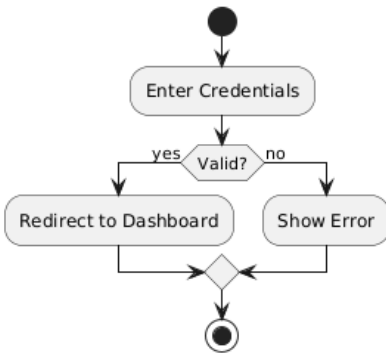 Enter Credentials
yes
Valid?
no
Redirect to Dashboard
Show Error